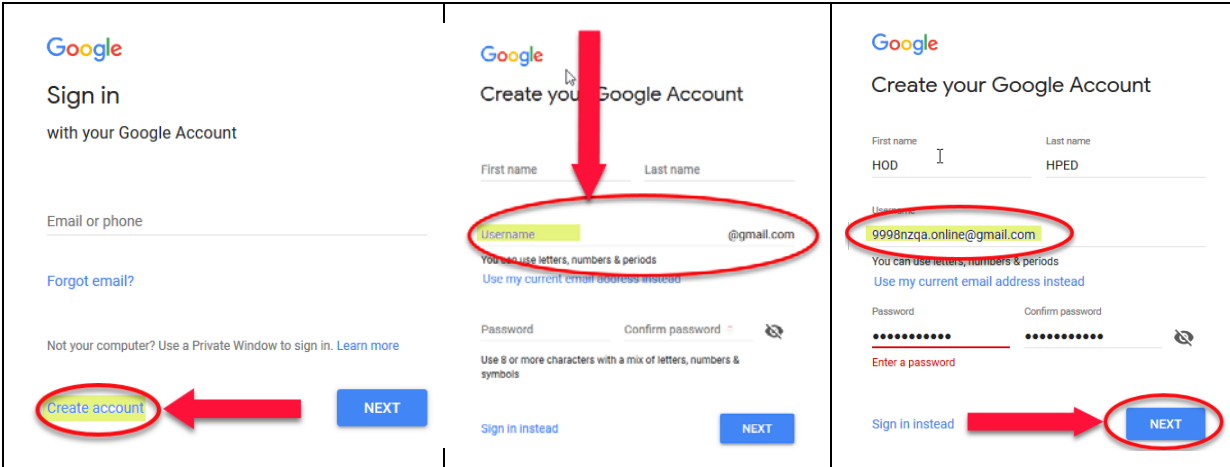 Google
Sign in
with your Google Account
Email or phone
Forgot email?
Not your computer? Use a Private Window to sign in. Learn more
Create account
NEXT
Google
Create your Google Account
First name
Last name
Username
@gmail.com
You can use letters, numbers & periods
Use my current email address instead
Password
Confirm password
Use 8 or more characters with a mix of letters, numbers &
symbols
Sign in instead
NEXT
Google
Create your Google Account
First name
Last name
HOD
HPED
Username
9998nzqa.online@gmail.com
You can use letters, numbers & periods
Use my current email address instead
Password
Confirm password
•••••••••••
•••••••••••
Enter a password
Sign in instead
NEXT